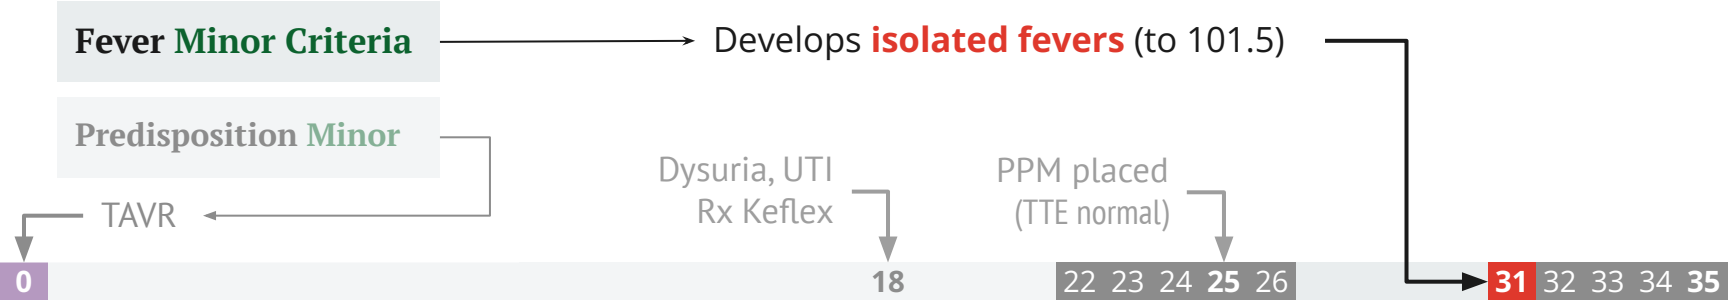 Fever Minor Criteria
Develops isolated fevers (to 101.5)
Predisposition Minor
TAVR
Dysuria, UTI
Rx Keflex
PPM placed
(TTE normal)
0 18 22 23 24 25 26 31 32 33 34 35